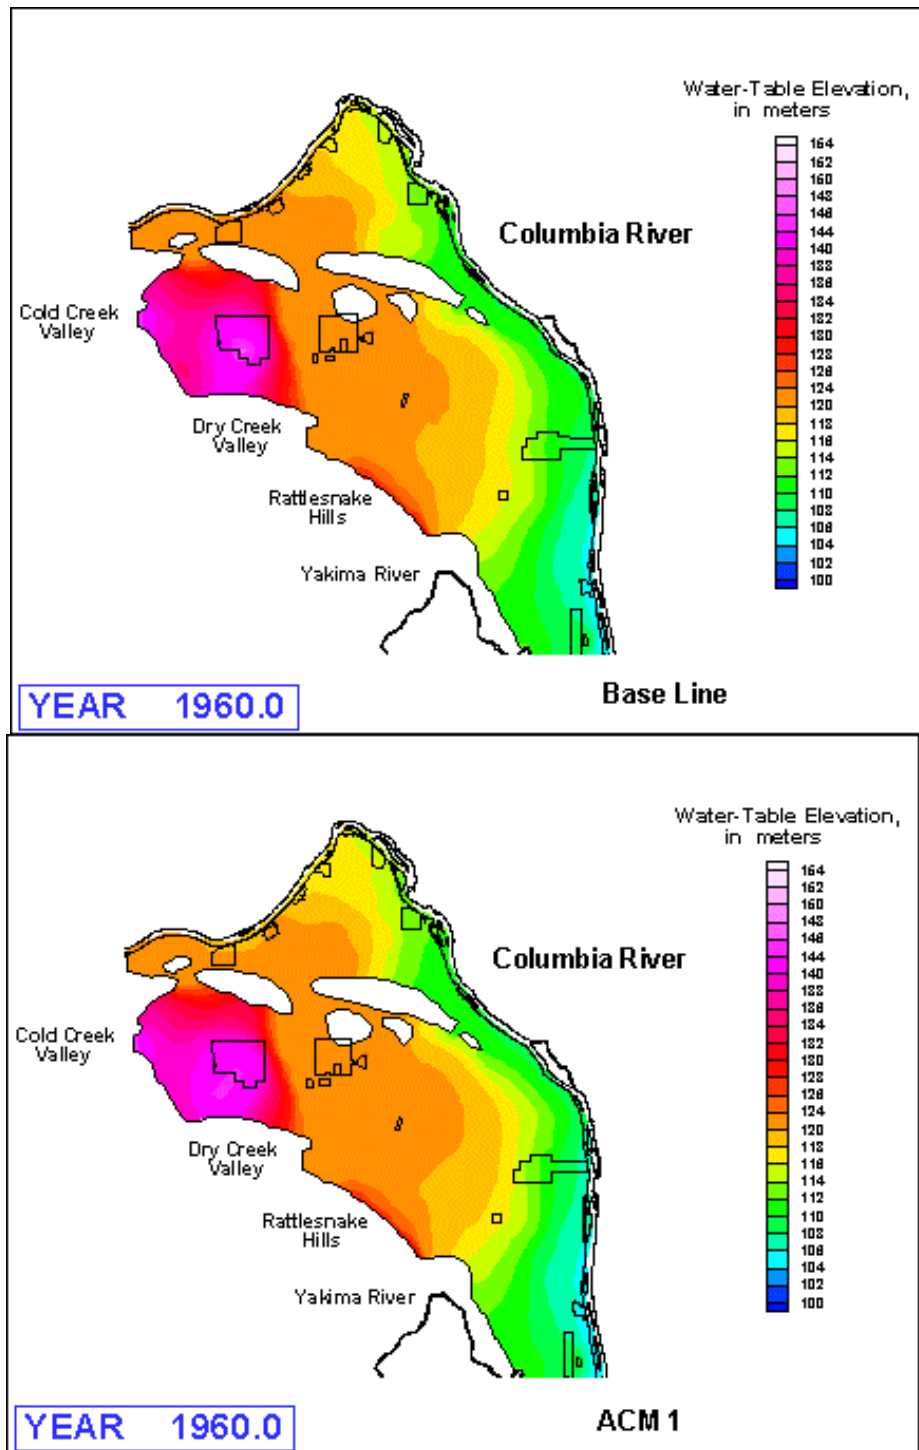 Water-Table Elevation,
in meters
164
162
160
148
146
144
140
138
136
134
130
128
124
120
118
116
114
112
110
108
106
104
102
100
Columbia River
Cold Creek
Valley
Dry Creek
Valley
Rattlesnake
Hills
Yakima River
Base Line
YEAR 1960.0
Water-Table Elevation,
in meters
164
162
160
148
146
144
140
138
136
134
130
128
124
120
118
116
114
112
110
108
106
104
102
100
Columbia River
Cold Creek
Valley
Dry Creek
Valley
Rattlesnake
Hills
Yakima River
ACM 1
YEAR 1960.0